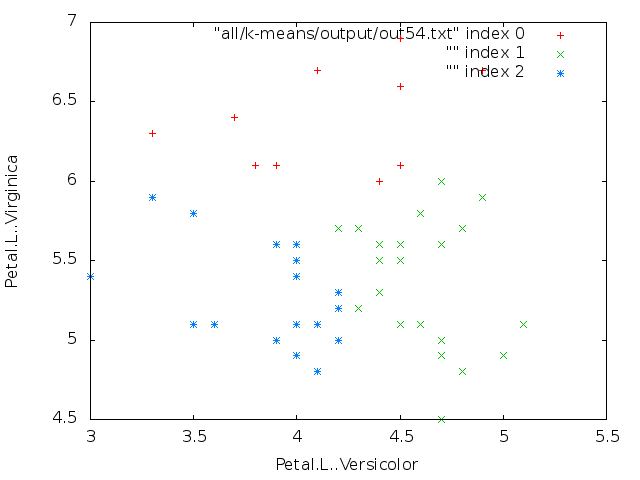 7
6.5
6
5.5
5
4.5
3
3.5
4
4.5
5
5.5
Petal.L..Virginica
Petal.L..Versicolor
"all/k-means/output/out54.txt" index 0
"" index 1
"" index 2